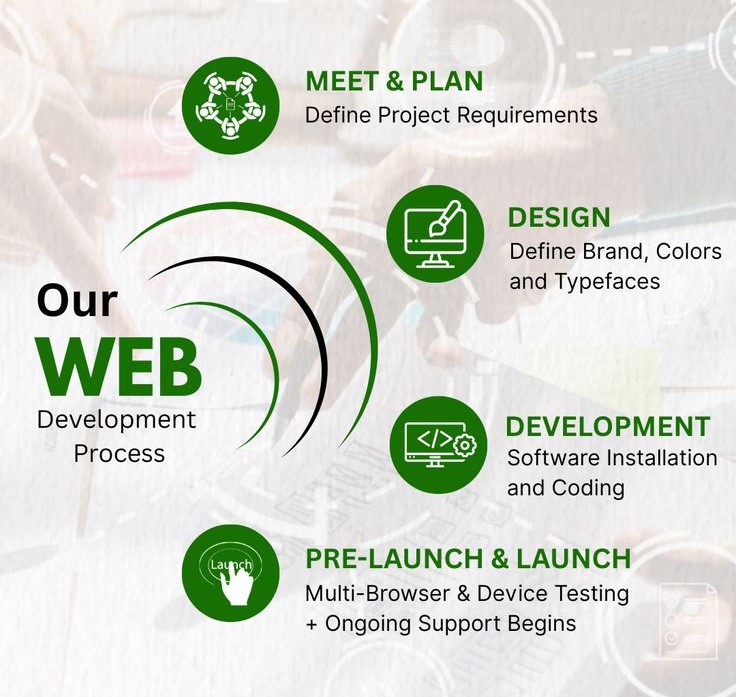 MEET & PLAN
Define Project Requirements
DESIGN
Define Brand, Colors
and Typefaces
Our
WEB
Development
Process
DEVELOPMENT
</>
Software Installation
and Coding
Launch
PRE-LAUNCH & LAUNCH
Multi-Browser & Device Testing
+ Ongoing Support Begins